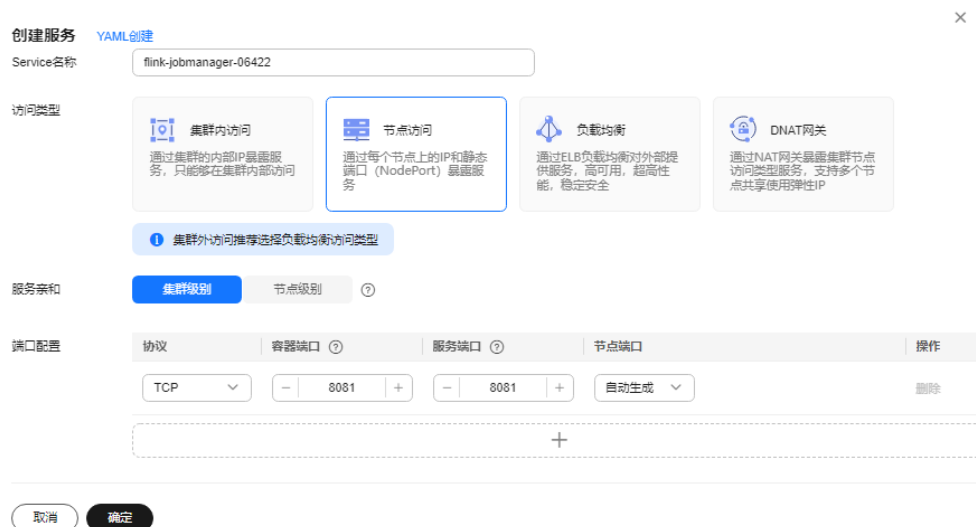 创建服务 YAML创建
Service名称 flink-jobmanager-06422
访问类型
集群内访问
通过集群的内部IP暴露服
务，只能够在集群内部访问
节点访问
通过每个节点上的IP和静态
端口（NodePort）暴露服
务
负载均衡
通过ELB负载均衡对外部提
供服务，高可用，超高性
能，稳定安全
DNAT网关
通过NAT网关暴露集群节点
访问类型服务，支持多个节
点共享使用弹性IP
集群外访问推荐选择负载均衡访问类型
服务亲和 集群级别 节点级别
端口配置 协议 容器端口 服务端口 节点端口 操作
TCP 8081 8081 自动生成 删除
取消 确定